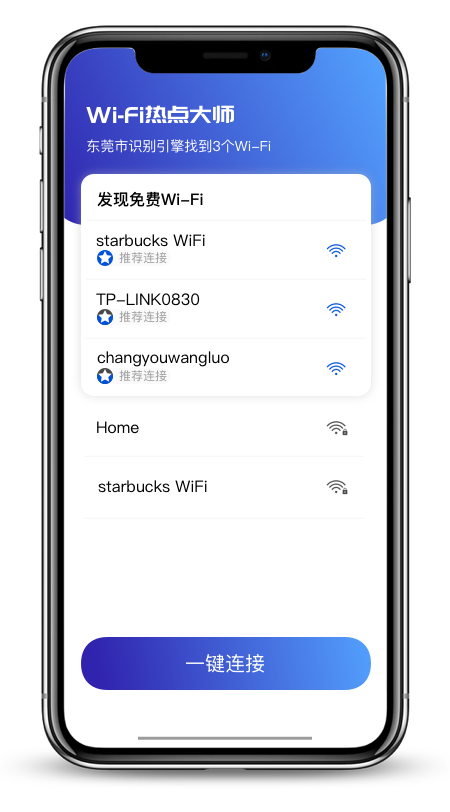 Wi-Fi热点大师
东莞市识别引擎找到3个Wi-Fi
发现免费Wi-Fi
starbucks WiFi
推荐连接
TP-LINK0830
推荐连接
changyouwangluo
推荐连接
Home
starbucks WiFi
一键连接